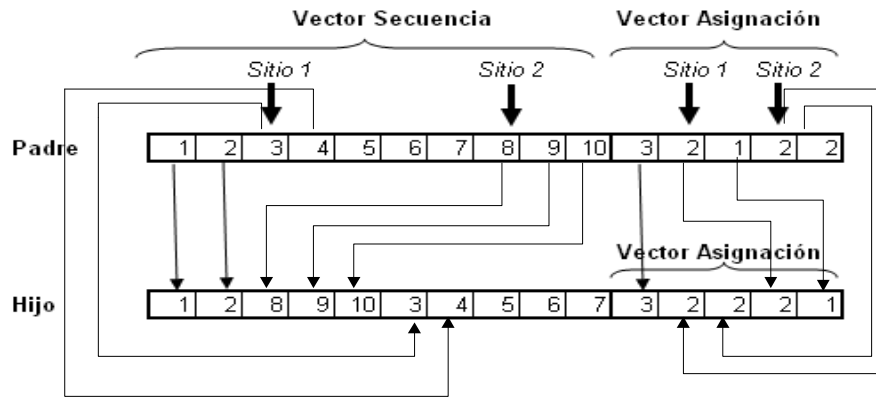 Vector Secuencia Vector Asignación
Sitio 1 Sitio 2 Sitio 1 Sitio 2
Padre 1 2 3 4 5 6 7 8 9 10 3 2 1 2 2
Vector Asignación
Hijo 1 2 8 9 10 3 4 5 6 7 3 2 2 2 1